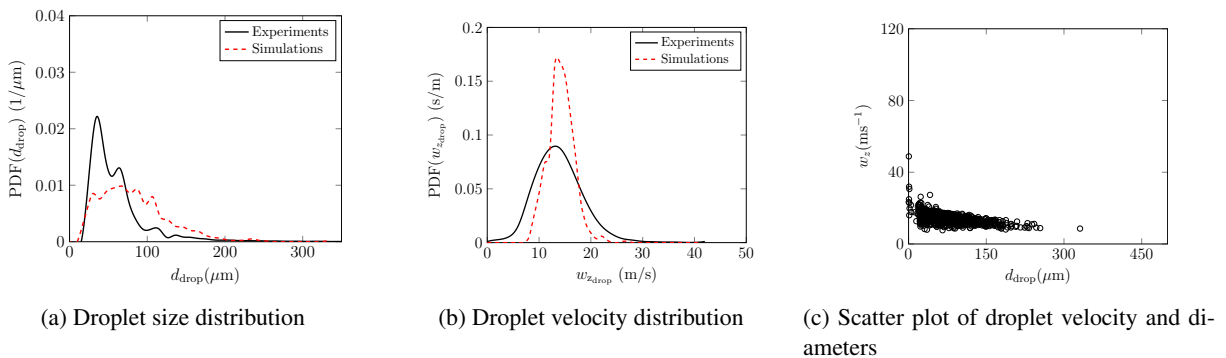 0.04
0.03
0.02
0.01
0
PDF(d_drop) (1/μm)
Experiments
Simulations
0 100 200 300
d_drop(μm)
(a) Droplet size distribution
0.2
0.15
0.1
0.05
0
PDF(w_z_drop) (s/m)
Experiments
Simulations
0 10 20 30 40 50
w_z_drop (m/s)
(b) Droplet velocity distribution
120
80
40
0
w_z(ms⁻¹)
0 150 300 450
d_drop(μm)
(c) Scatter plot of droplet velocity and di-
ameters